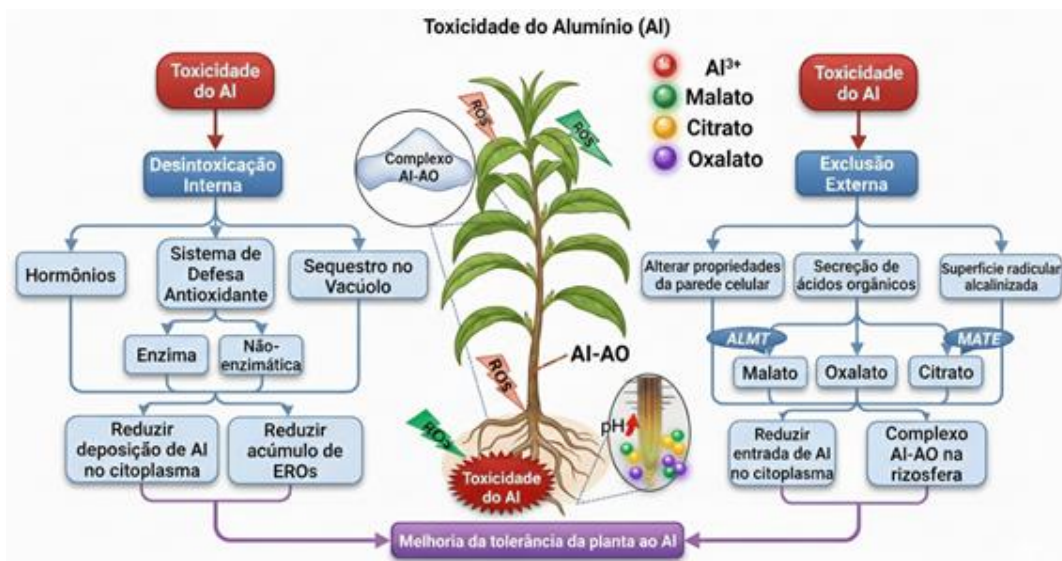 Toxicidade do Alumínio (Al)
Toxicidade
do Al
Desintoxicação
Interna
Hormônios
Sistema de
Defesa
Antioxidante
Sequestro no
Vacúolo
Enzima
Não-
enzimática
Reduzir
deposição de Al
no citoplasma
Reduzir
acúmulo de
EROs
Complexo
Al-AO
ROS
ROS
ROS
ROS
Al-AO
pH
Toxicidade
do Al
Al³⁺
Malato
Citrato
Oxalato
Toxicidade
do Al
Exclusão
Externa
Alterar propriedades
da parede celular
Secreção de
ácidos orgânicos
Superfície radicular
alcalinizada
ALMT
MATE
Malato
Oxalato
Citrato
Reduzir
entrada de Al
no citoplasma
Complexo
Al-AO na
rizosfera
Melhoria da tolerância da planta ao Al